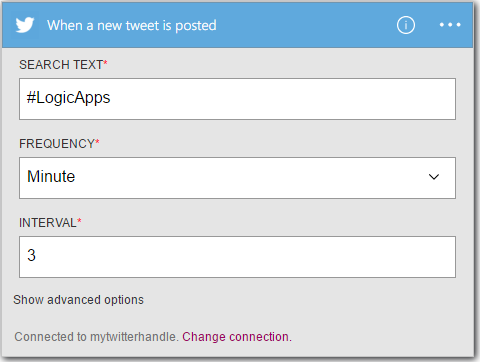 When a new tweet is posted
SEARCH TEXT*
#LogicApps
FREQUENCY*
Minute
INTERVAL*
3
Show advanced options
Connected to mytwitterhandle. Change connection.